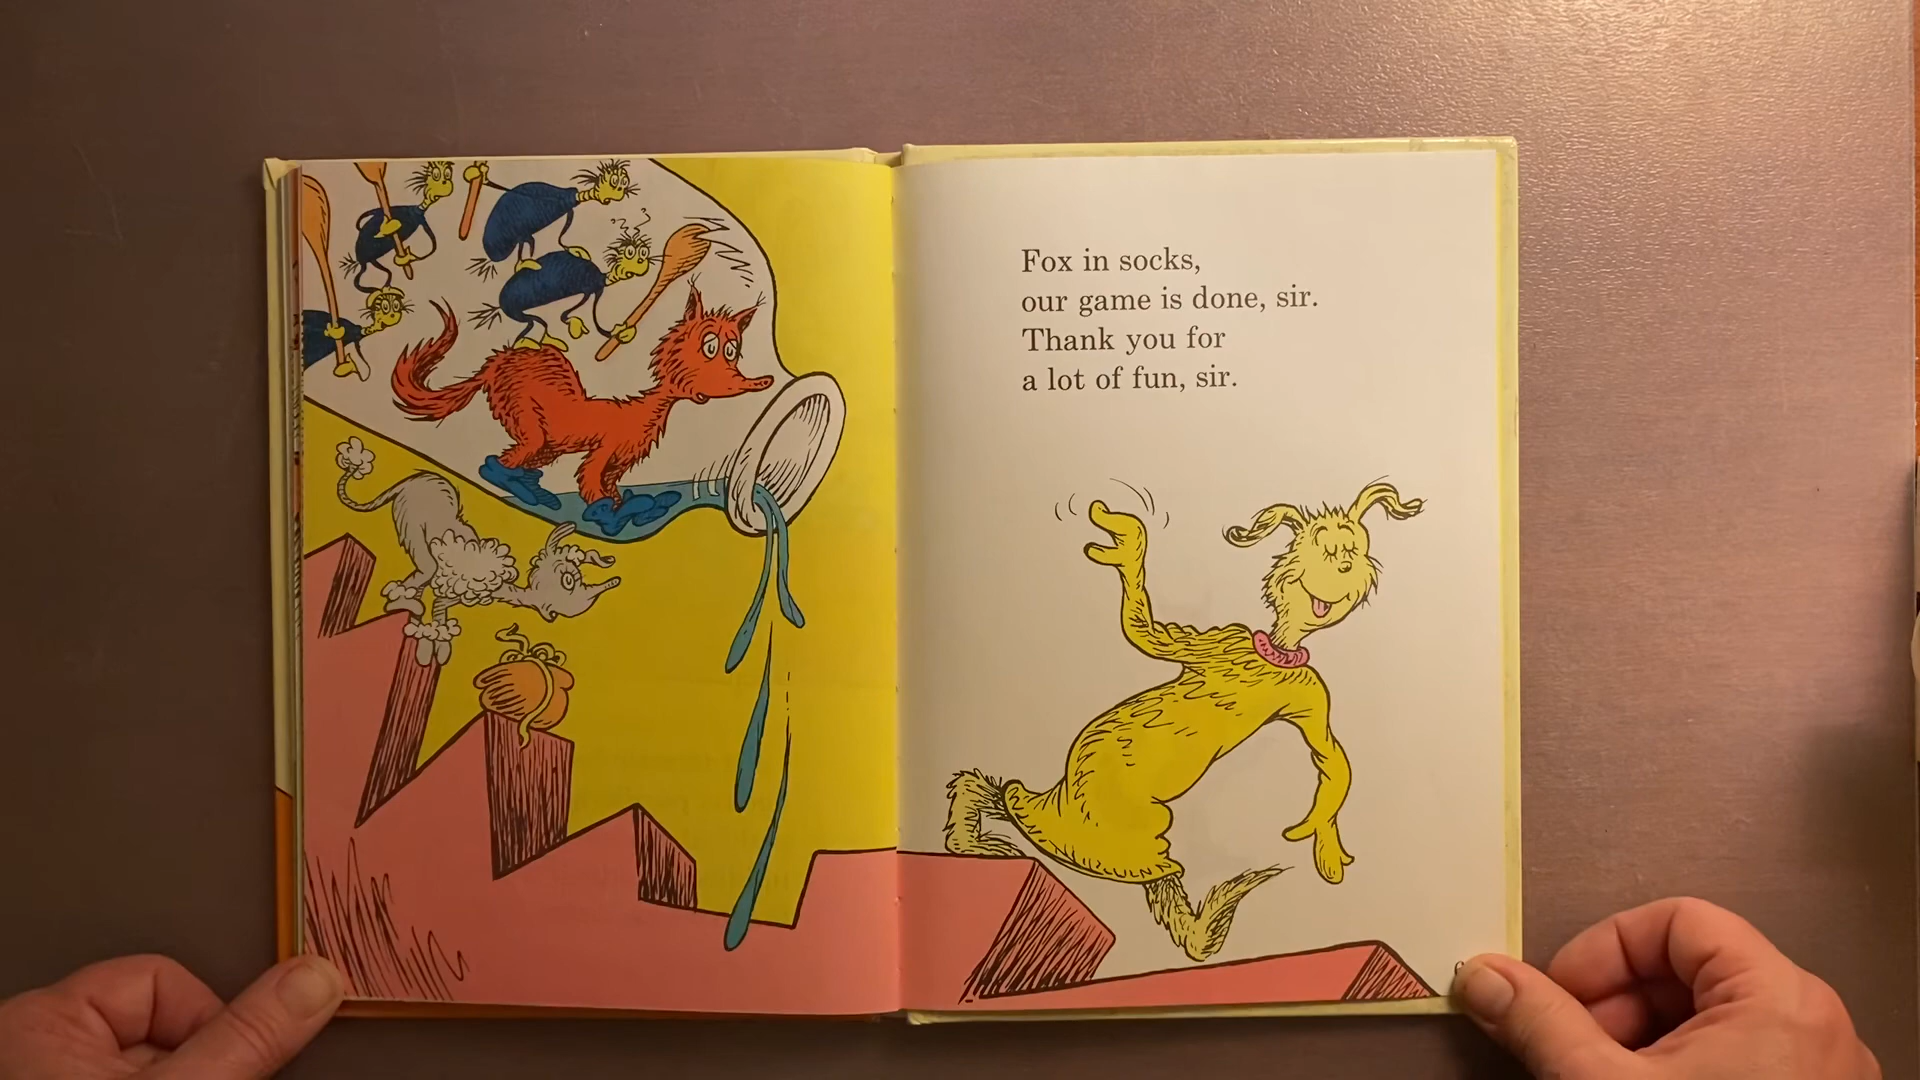 Fox in socks,
our game is done, sir.
Thank you for
a lot of fun, sir.